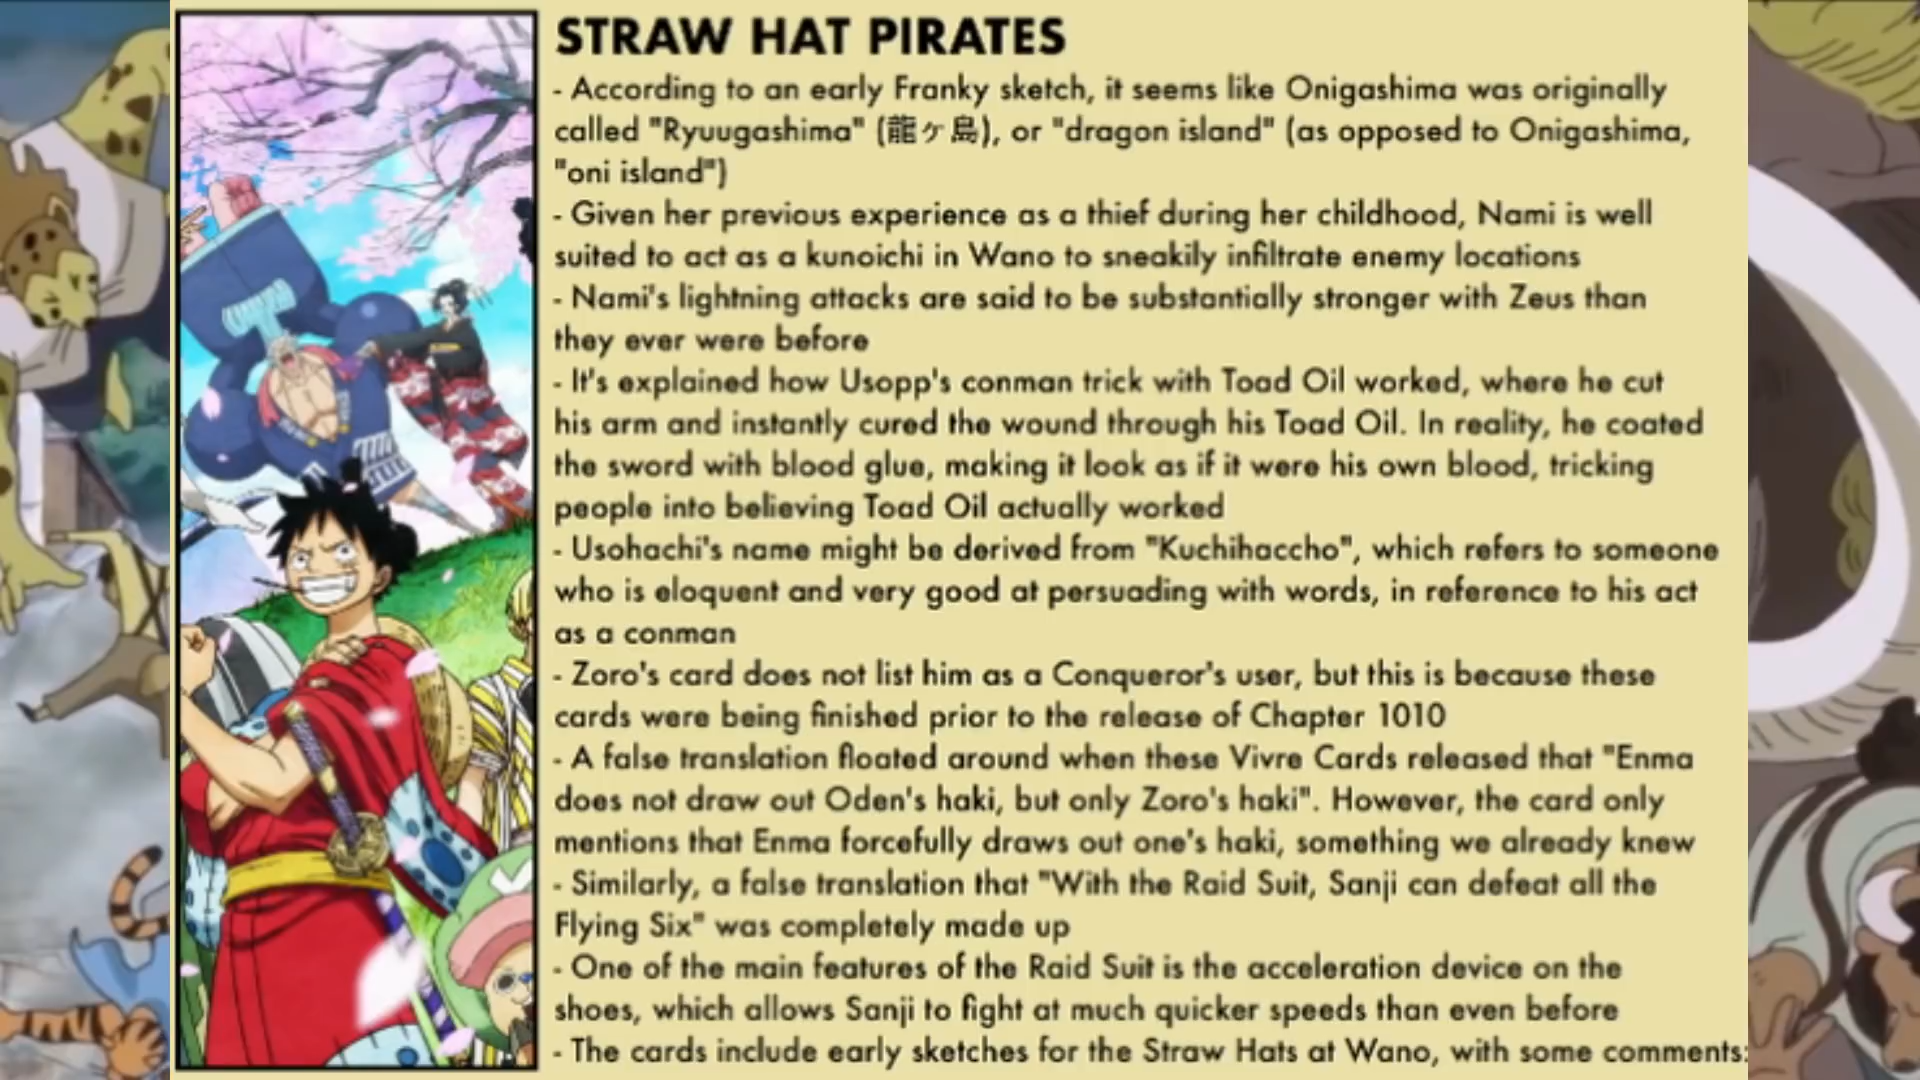 STRAW HAT PIRATES
- According to an early Franky sketch, it seems like Onigashima was originally
called "Ryuugashima" (龍ヶ島), or "dragon island" (as opposed to Onigashima,
"oni island")
- Given her previous experience as a thief during her childhood, Nami is well
suited to act as a kunoichi in Wano to sneakily infiltrate enemy locations
- Nami's lightning attacks are said to be substantially stronger with Zeus than
they ever were before
- It's explained how Usopp's conman trick with Toad Oil worked, where he cut
his arm and instantly cured the wound through his Toad Oil. In reality, he coated
the sword with blood glue, making it look as if it were his own blood, tricking
people into believing Toad Oil actually worked
- Usohachi's name might be derived from "Kuchihaccho", which refers to someone
who is eloquent and very good at persuading with words, in reference to his act
as a conman
- Zoro's card does not list him as a Conqueror's user, but this is because these
cards were being finished prior to the release of Chapter 1010
- A false translation floated around when these Vivre Cards released that "Enma
does not draw out Oden's haki, but only Zoro's haki". However, the card only
mentions that Enma forcefully draws out one's haki, something we already knew
- Similarly, a false translation that "With the Raid Suit, Sanji can defeat all the
Flying Six" was completely made up
- One of the main features of the Raid Suit is the acceleration device on the
shoes, which allows Sanji to fight at much quicker speeds than even before
- The cards include early sketches for the Straw Hats at Wano, with some comments: